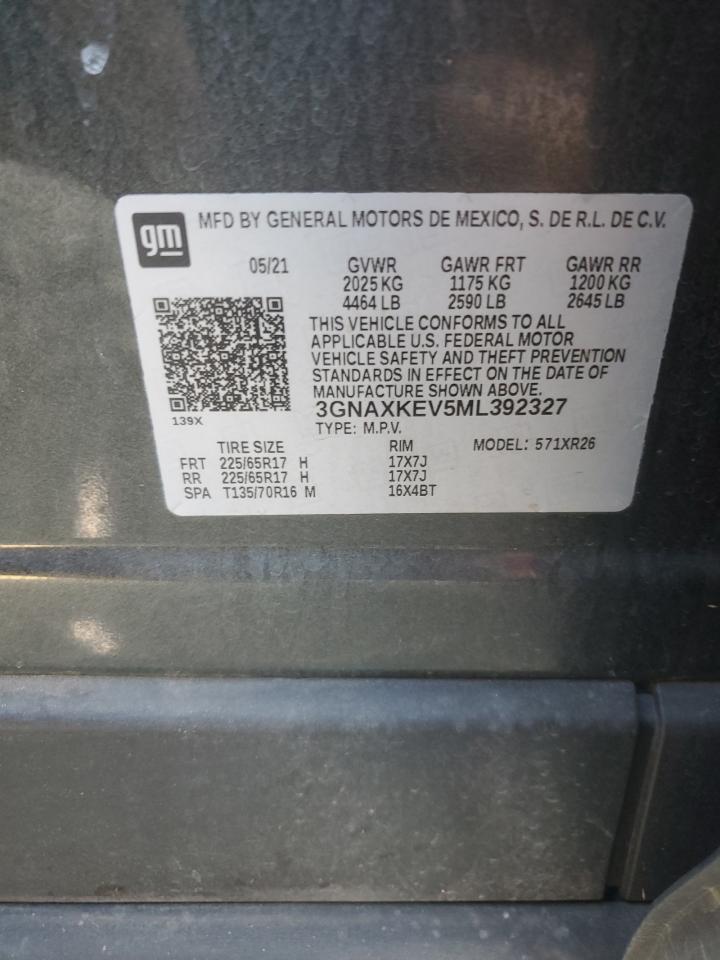 gm MFD BY GENERAL MOTORS DE MEXICO, S. DE R.L. DE C.V.
05/21 GVWR GAWR FRT GAWR RR
2025 KG 1175 KG 1200 KG
4464 LB 2590 LB 2645 LB
THIS VEHICLE CONFORMS TO ALL
APPLICABLE U.S. FEDERAL MOTOR
VEHICLE SAFETY AND THEFT PREVENTION
STANDARDS IN EFFECT ON THE DATE OF
MANUFACTURE SHOWN ABOVE.
3GNAXKEV5ML392327
139X
TYPE: M.P.V.
TIRE SIZE RIM MODEL: 571XR26
FRT 225/65R17 H 17X7J
RR 225/65R17 H 17X7J
SPA T135/70R16 M 16X4BT